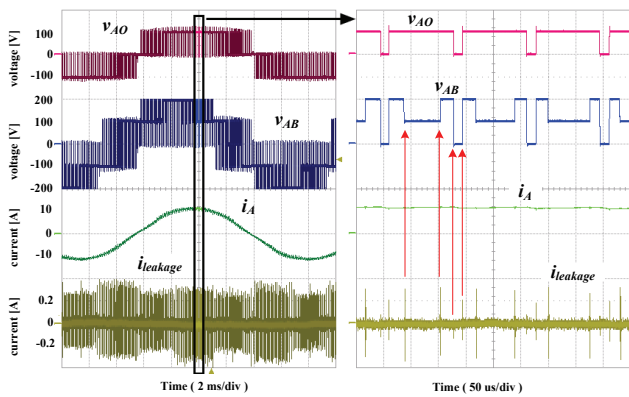 v_AO
voltage [V]
100
0
-100
v_AB
voltage [V]
200
100
0
-100
-200
i_A
current [A]
10
0
-10
i_leakage
current [A]
0.2
0
-0.2
Time ( 2 ms/div )
v_AO
v_AB
i_A
i_leakage
Time ( 50 us/div )